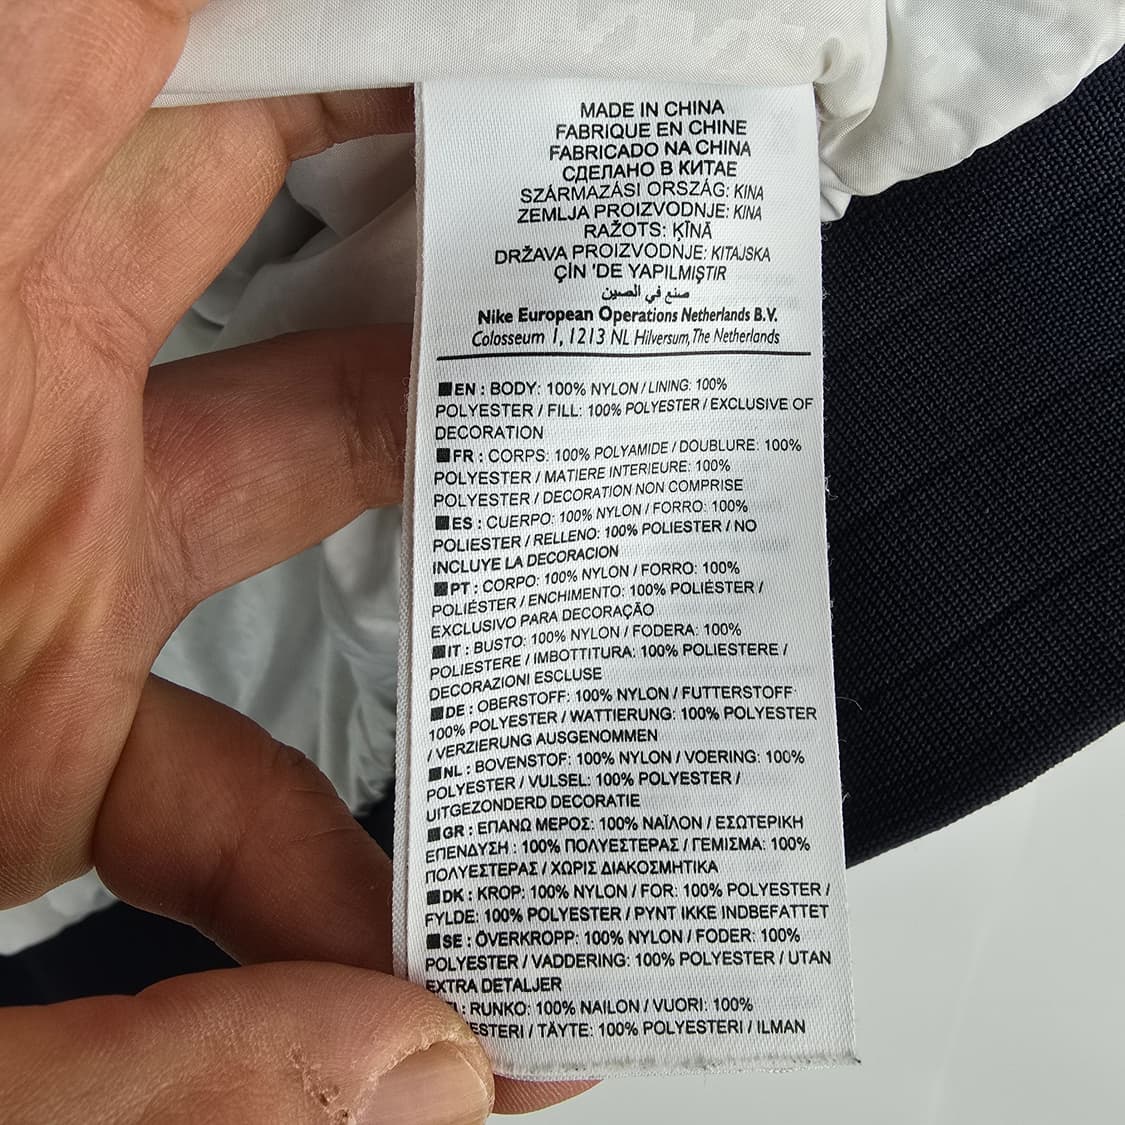 MADE IN CHINA
FABRIQUE EN CHINE
FABRICADO NA CHINA
СДЕЛАНО В КИТАЕ
SZÁRMAZÁSI ORSZÁG: KINA
ZEMLJA PROIZVODNJE: KINA
RAŽOTS: ĶĪNĀ
DRŽAVA PROIZVODNJE: KITAJSKA
ÇİN 'DE YAPILMIŞTIR
صنع في الصين
Nike European Operations Netherlands B.V.
Colosseum 1, 1213 NL Hilversum, The Netherlands
EN : BODY: 100% NYLON / LINING: 100%
POLYESTER / FILL: 100% POLYESTER / EXCLUSIVE OF
DECORATION
FR : CORPS: 100% POLYAMIDE / DOUBLURE: 100%
POLYESTER / MATIERE INTERIEURE: 100%
POLYESTER / DECORATION NON COMPRISE
ES : CUERPO: 100% NYLON / FORRO: 100%
POLIESTER / RELLENO: 100% POLIESTER / NO
INCLUYE LA DECORACION
PT : CORPO: 100% NYLON / FORRO: 100%
POLIÉSTER / ENCHIMENTO: 100% POLIÉSTER /
EXCLUSIVO PARA DECORAÇÃO
IT : BUSTO: 100% NYLON / FODERA: 100%
POLIESTERE / IMBOTTITURA: 100% POLIESTERE /
DECORAZIONI ESCLUSE
DE : OBERSTOFF: 100% NYLON / FUTTERSTOFF:
100% POLYESTER / WATTIERUNG: 100% POLYESTER
/ VERZIERUNG AUSGENOMMEN
NL : BOVENSTOF: 100% NYLON / VOERING: 100%
POLYESTER / VULSEL: 100% POLYESTER /
UITGEZONDERD DECORATIE
GR : ΕΠΑΝΩ ΜΕΡΟΣ: 100% ΝΑΪΛΟΝ / ΕΣΩΤΕΡΙΚΗ
ΕΠΕΝΔΥΣΗ : 100% ΠΟΛΥΕΣΤΕΡΑΣ / ΓΕΜΙΣΜΑ: 100%
ΠΟΛΥΕΣΤΕΡΑΣ / ΧΩΡΙΣ ΔΙΑΚΟΣΜΗΤΙΚΑ
DK : KROP: 100% NYLON / FOR: 100% POLYESTER /
FYLDE: 100% POLYESTER / PYNT IKKE INDBEFATTET
SE : ÖVERKROPP: 100% NYLON / FODER: 100%
POLYESTER / VADDERING: 100% POLYESTER / UTAN
EXTRA DETALJER
: RUNKO: 100% NAILON / VUORI: 100%
ESTERI / TÄYTE: 100% POLYESTERI / ILMAN